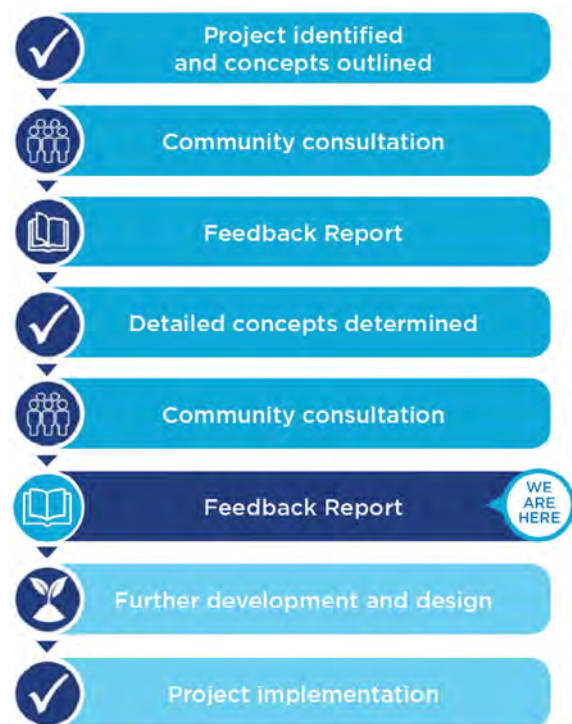 Project identified
and concepts outlined
Community consultation
Feedback Report
Detailed concepts determined
Community consultation
Feedback Report
WE
ARE
HERE
Further development and design
Project implementation